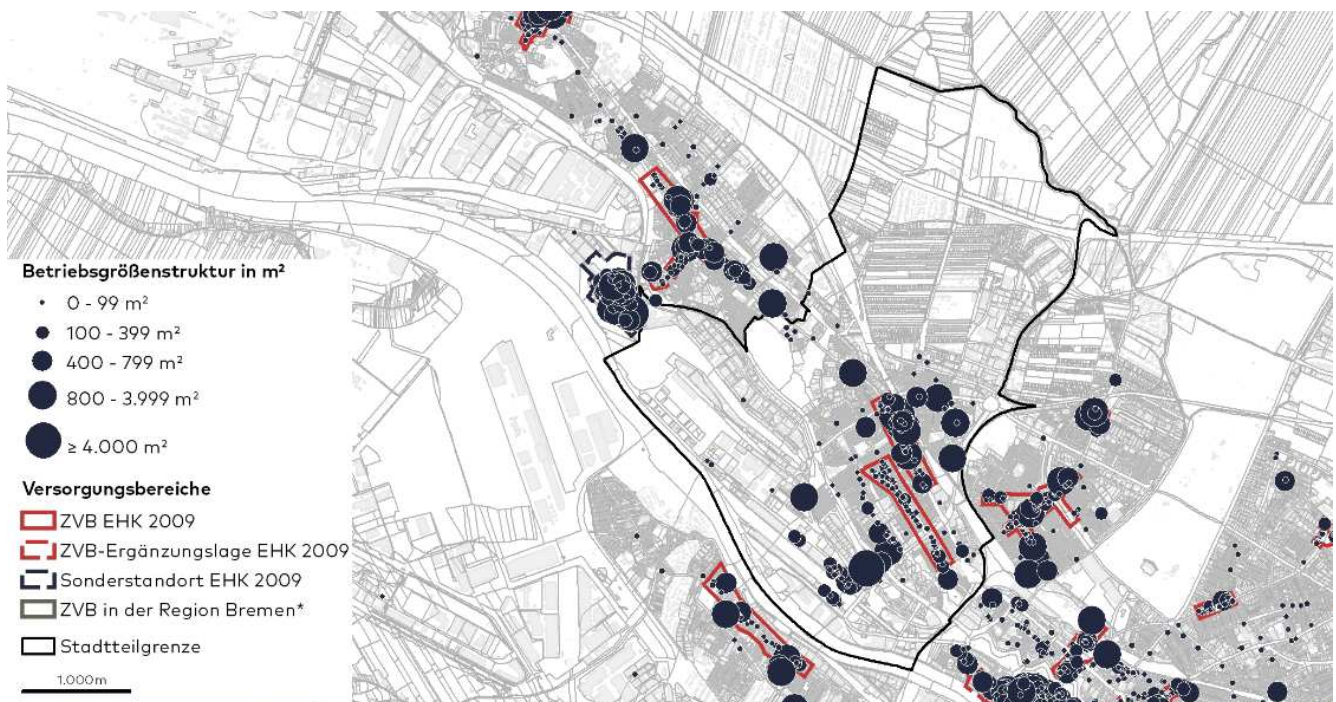 Betriebsgrößenstruktur in m²
0 - 99 m²
100 - 399 m²
400 - 799 m²
800 - 3.999 m²
≥ 4.000 m²
Versorgungsbereiche
ZVB EHK 2009
ZVB-Ergänzungslage EHK 2009
Sonderstandort EHK 2009
ZVB in der Region Bremen*
Stadtteilgrenze
1.000m